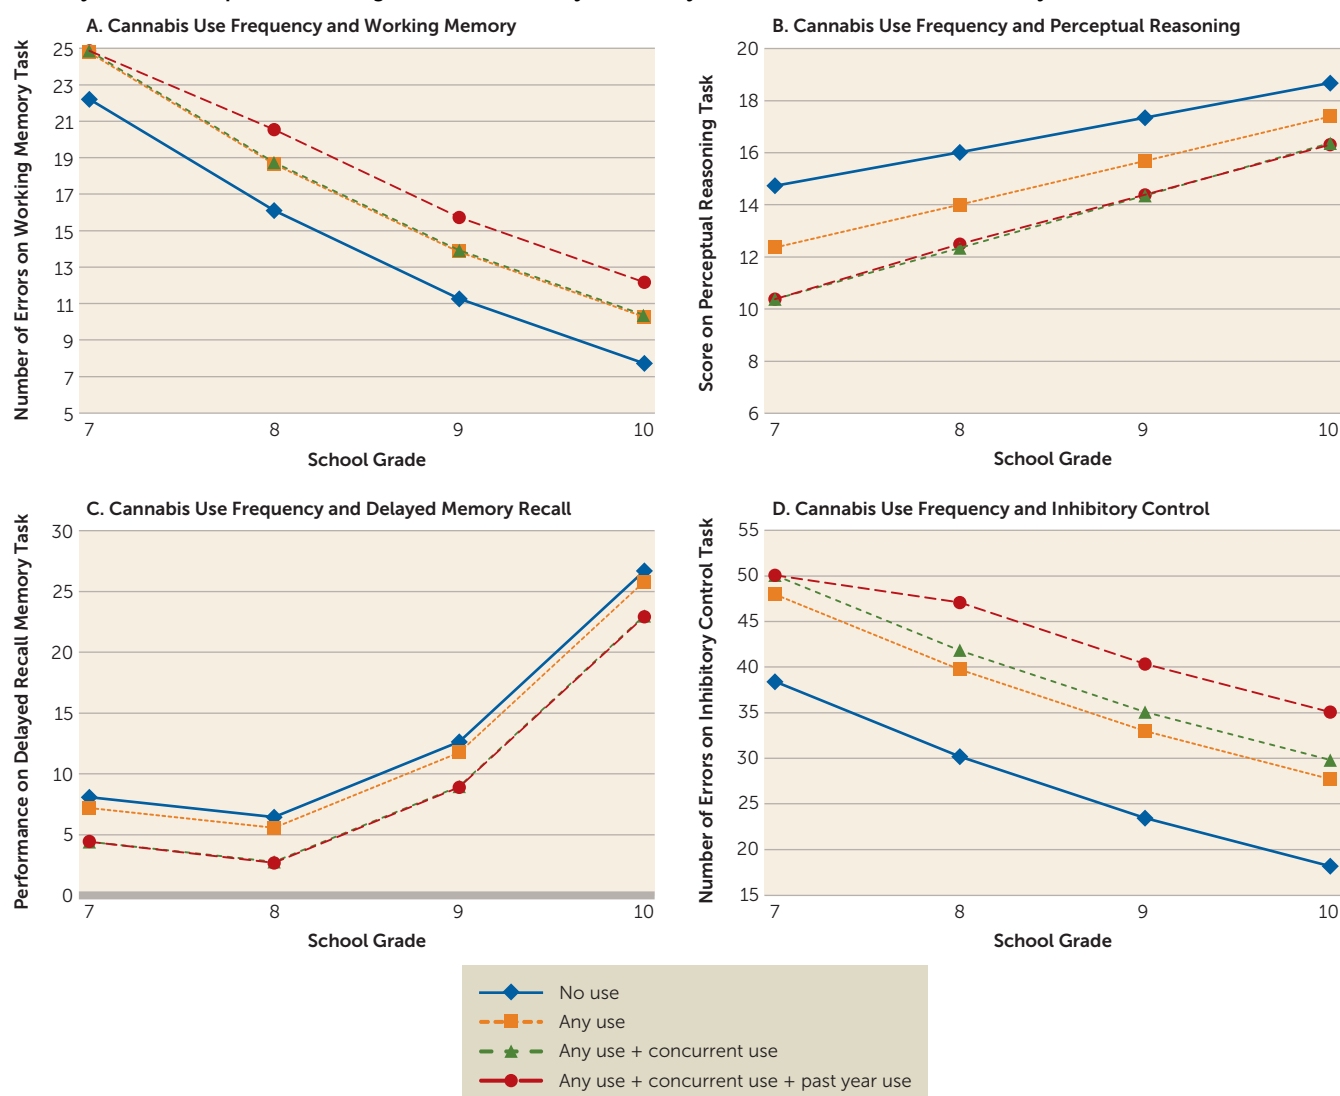 A. Cannabis Use Frequency and Working Memory
Number of Errors on Working Memory Task
25
23
21
19
17
15
13
11
9
7
5
7 8 9 10
School Grade
B. Cannabis Use Frequency and Perceptual Reasoning
Score on Perceptual Reasoning Task
20
18
16
14
12
10
8
6
7 8 9 10
School Grade
C. Cannabis Use Frequency and Delayed Memory Recall
Performance on Delayed Recall Memory Task
30
25
20
15
10
5
0
7 8 9 10
School Grade
D. Cannabis Use Frequency and Inhibitory Control
Number of Errors on Inhibitory Control Task
55
50
45
40
35
30
25
20
15
7 8 9 10
School Grade
No use
Any use
Any use + concurrent use
Any use + concurrent use + past year use